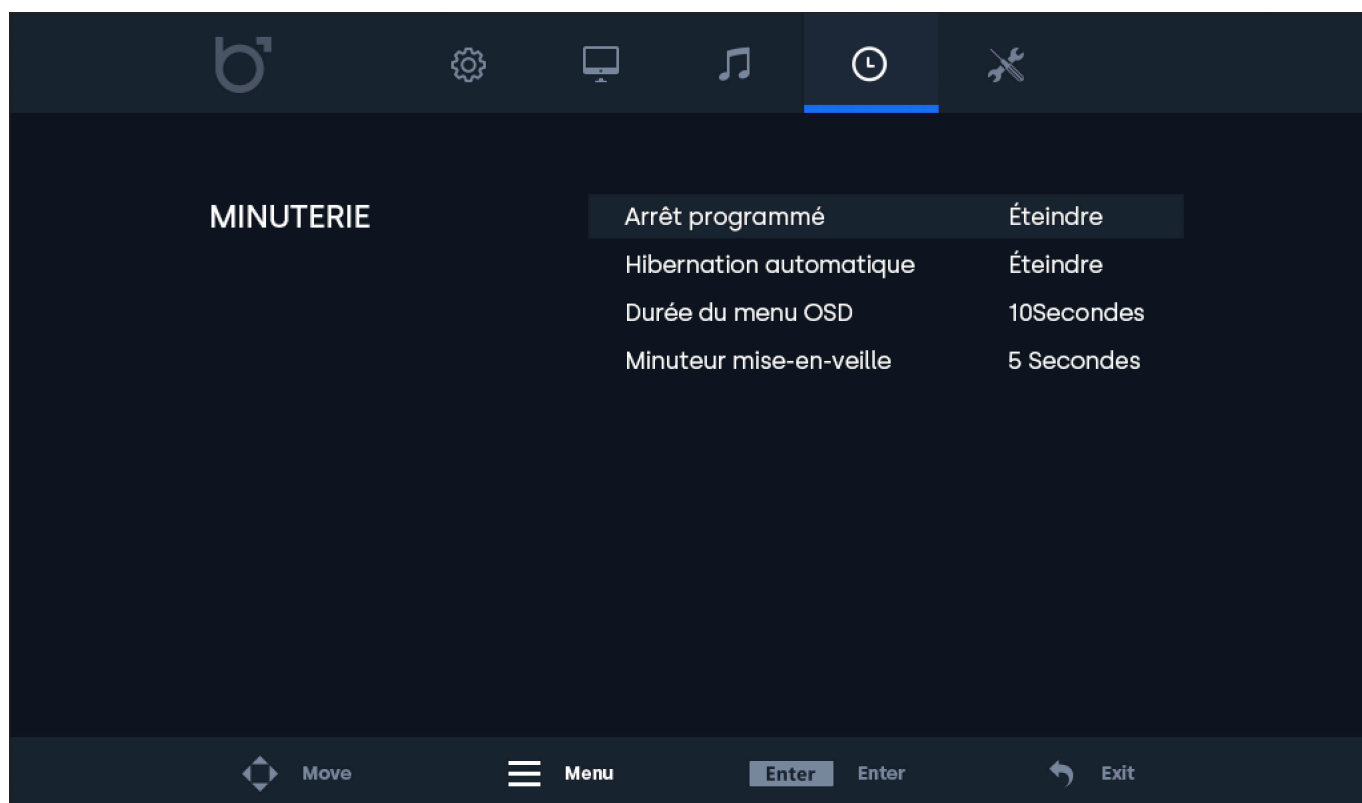 MINUTERIE
Arrêt programmé Éteindre
Hibernation automatique Éteindre
Durée du menu OSD 10Secondes
Minuteur mise-en-veille 5 Secondes
Move Menu Enter Enter Exit